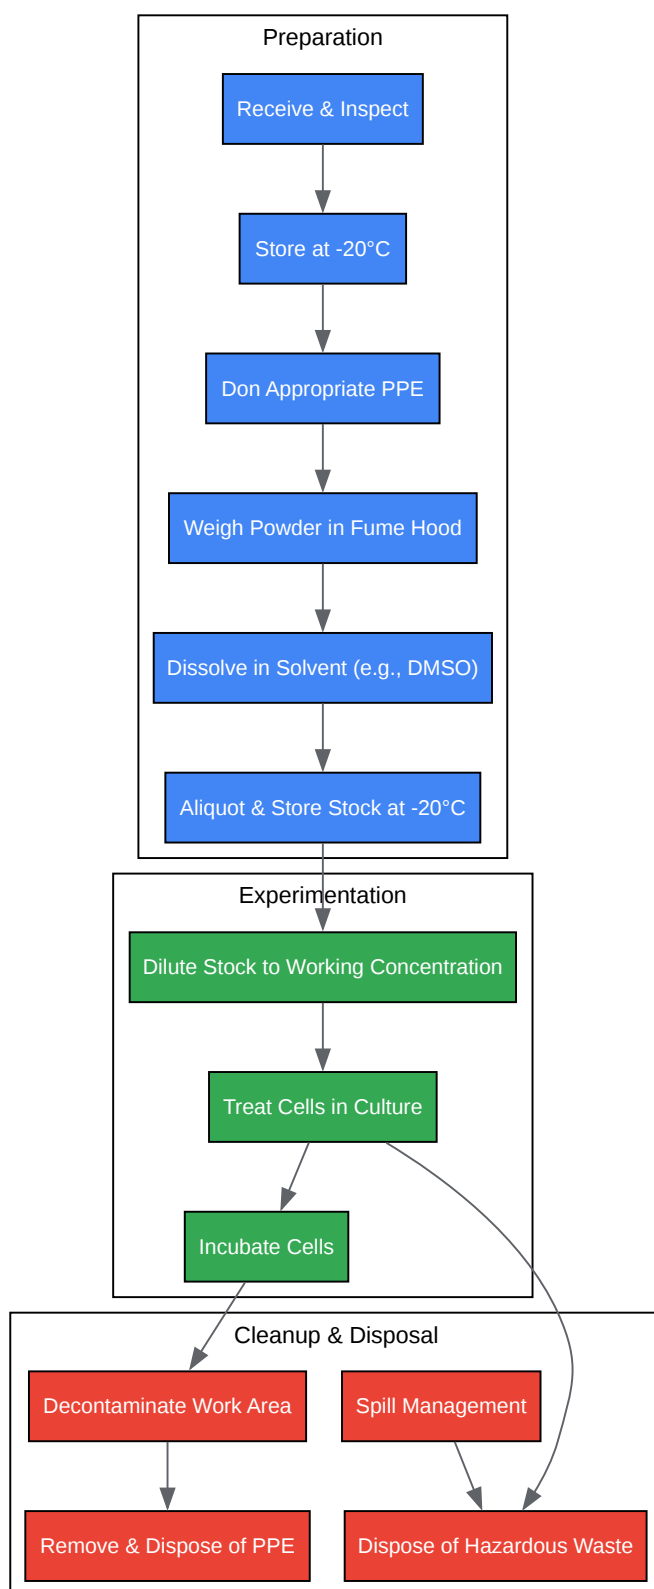 Preparation
Receive & Inspect
Store at -20°C
Don Appropriate PPE
Weigh Powder in Fume Hood
Dissolve in Solvent (e.g., DMSO)
Aliquot & Store Stock at -20°C
Experimentation
Dilute Stock to Working Concentration
Treat Cells in Culture
Incubate Cells
Cleanup & Disposal
Decontaminate Work Area
Spill Management
Remove & Dispose of PPE
Dispose of Hazardous Waste